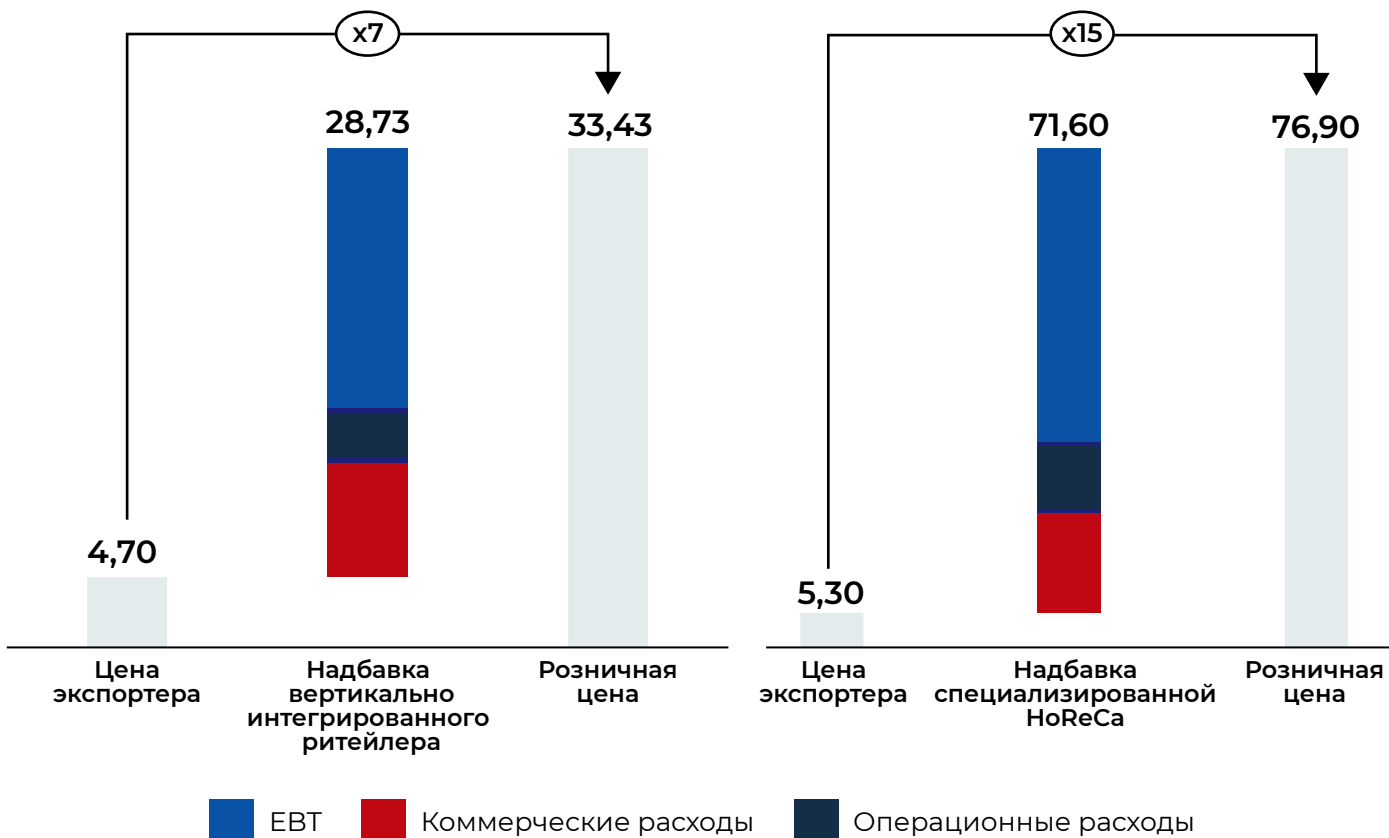 x7
28,73
33,43
4,70
Цена
экспортера
Надбавка
вертикально
интегрированного
ритейлера
Розничная
цена
x15
71,60
76,90
5,30
Цена
экспортера
Надбавка
специализированной
HoReCa
Розничная
цена
EBT
Коммерческие расходы
Операционные расходы